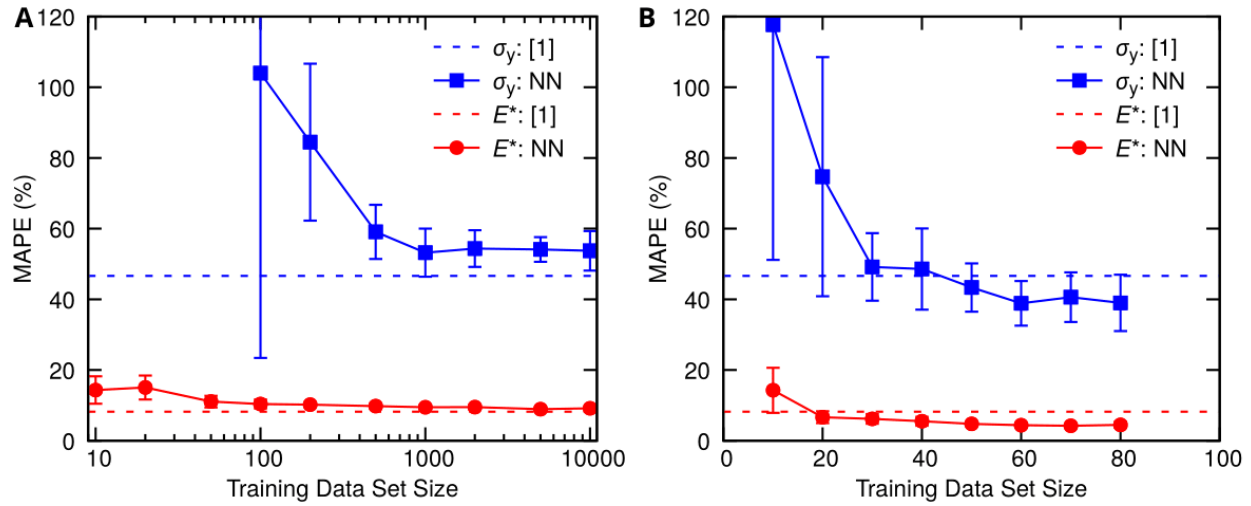 A
MAPE (%)
120
100
80
60
40
20
0
10
100
1000
10000
Training Data Set Size
σy: [1]
σy: NN
E*: [1]
E*: NN
B
MAPE (%)
120
100
80
60
40
20
0
0
20
40
60
80
100
Training Data Set Size
σy: [1]
σy: NN
E*: [1]
E*: NN